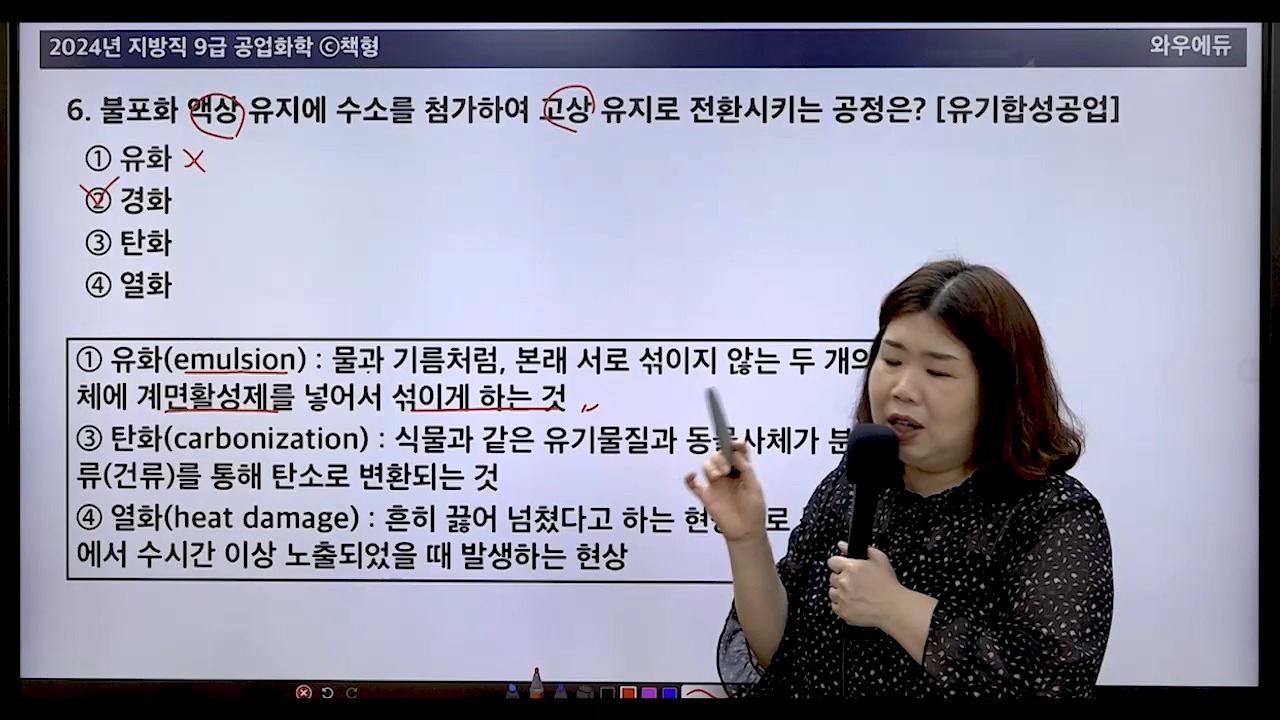 2024년 지방직 9급 공업화학 ©책형
와우에듀
6. 불포화 액상 유지에 수소를 첨가하여 고상 유지로 전환시키는 공정은? [유기합성공업]
① 유화
② 경화
③ 탄화
④ 열화
① 유화(emulsion) : 물과 기름처럼, 본래 서로 섞이지 않는 두 개의
체에 계면활성제를 넣어서 섞이게 하는 것
③ 탄화(carbonization) : 식물과 같은 유기물질과 동물사체가
류(건류)를 통해 탄소로 변환되는 것
④ 열화(heat damage) : 흔히 끓어 넘쳤다고 하는
에서 수시간 이상 노출되었을 때 발생하는 현상